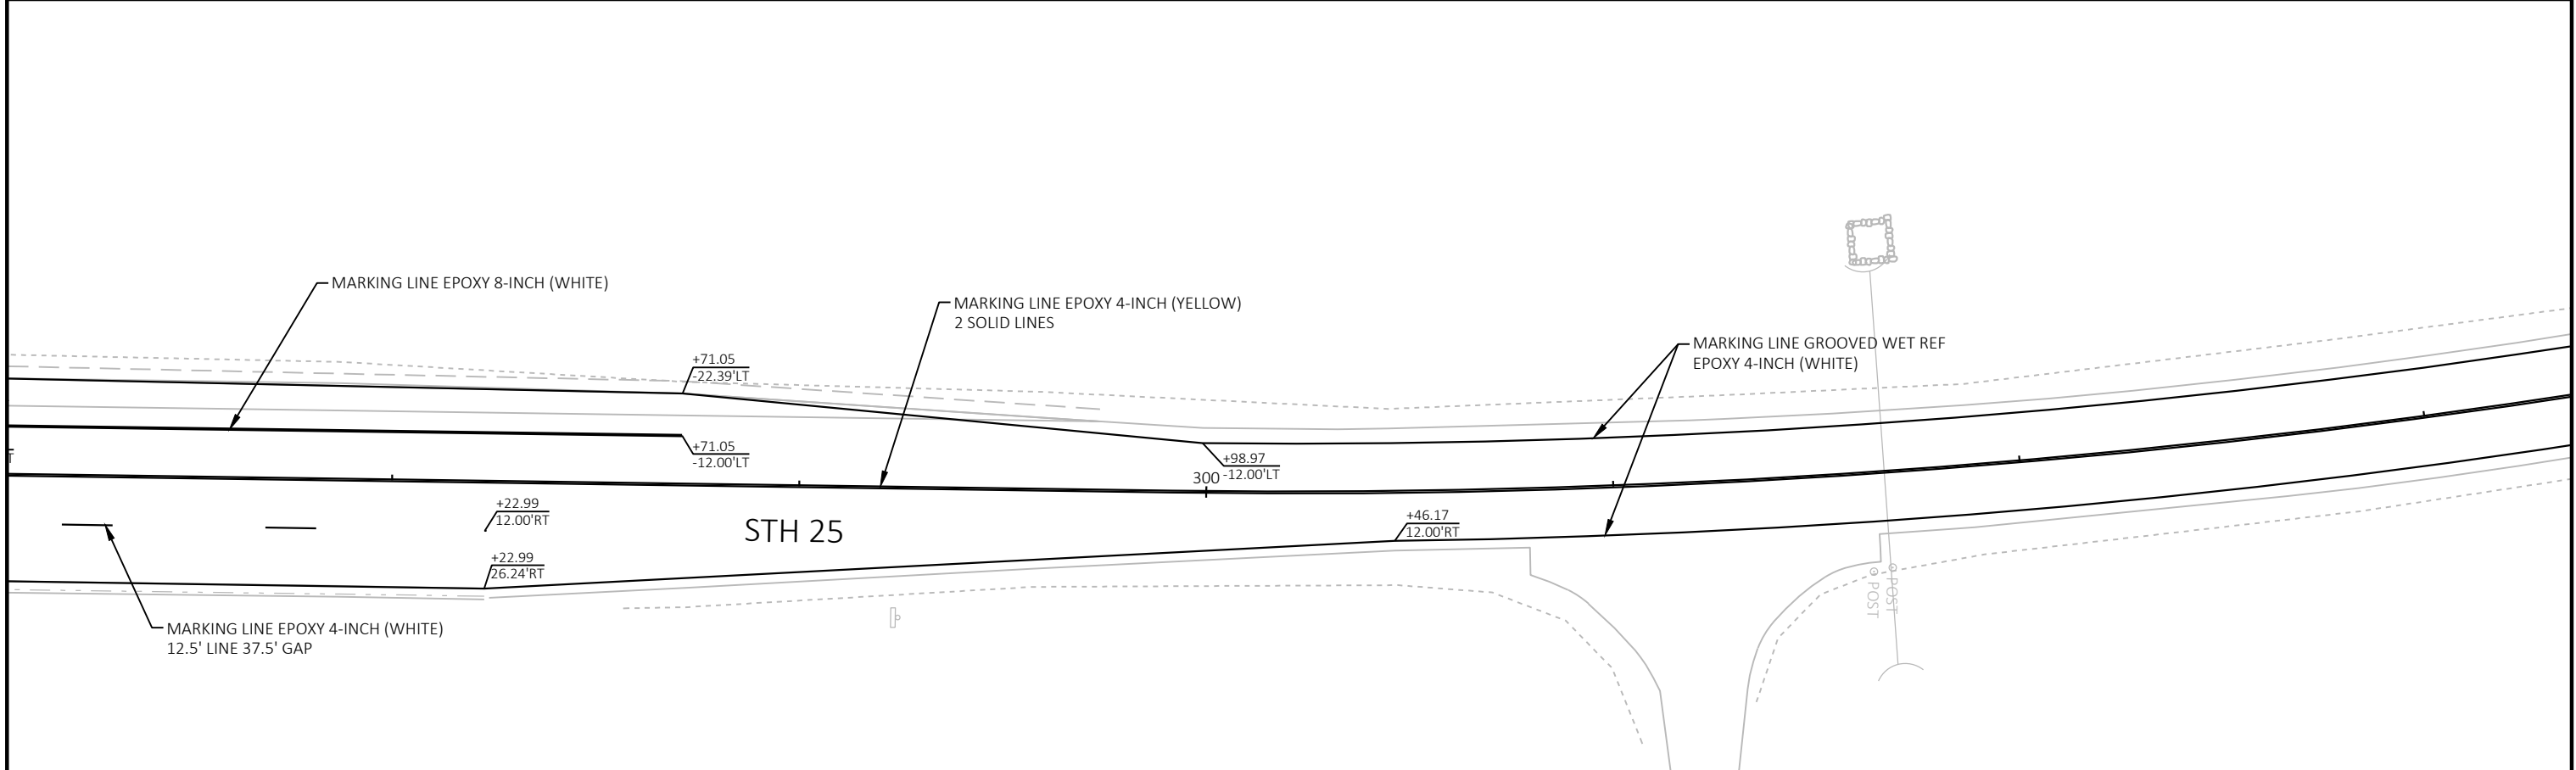 MARKING LINE EPOXY 8-INCH (WHITE)
MARKING LINE EPOXY 4-INCH (YELLOW)
2 SOLID LINES
MARKING LINE GROOVED WET REF
EPOXY 4-INCH (WHITE)
+71.05
-22.39'LT
+71.05
-12.00'LT
+98.97
-12.00'LT
300
+22.99
12.00'RT
STH 25
+46.17
12.00'RT
+22.99
26.24'RT
POST
POST
MARKING LINE EPOXY 4-INCH (WHITE)
12.5' LINE 37.5' GAP